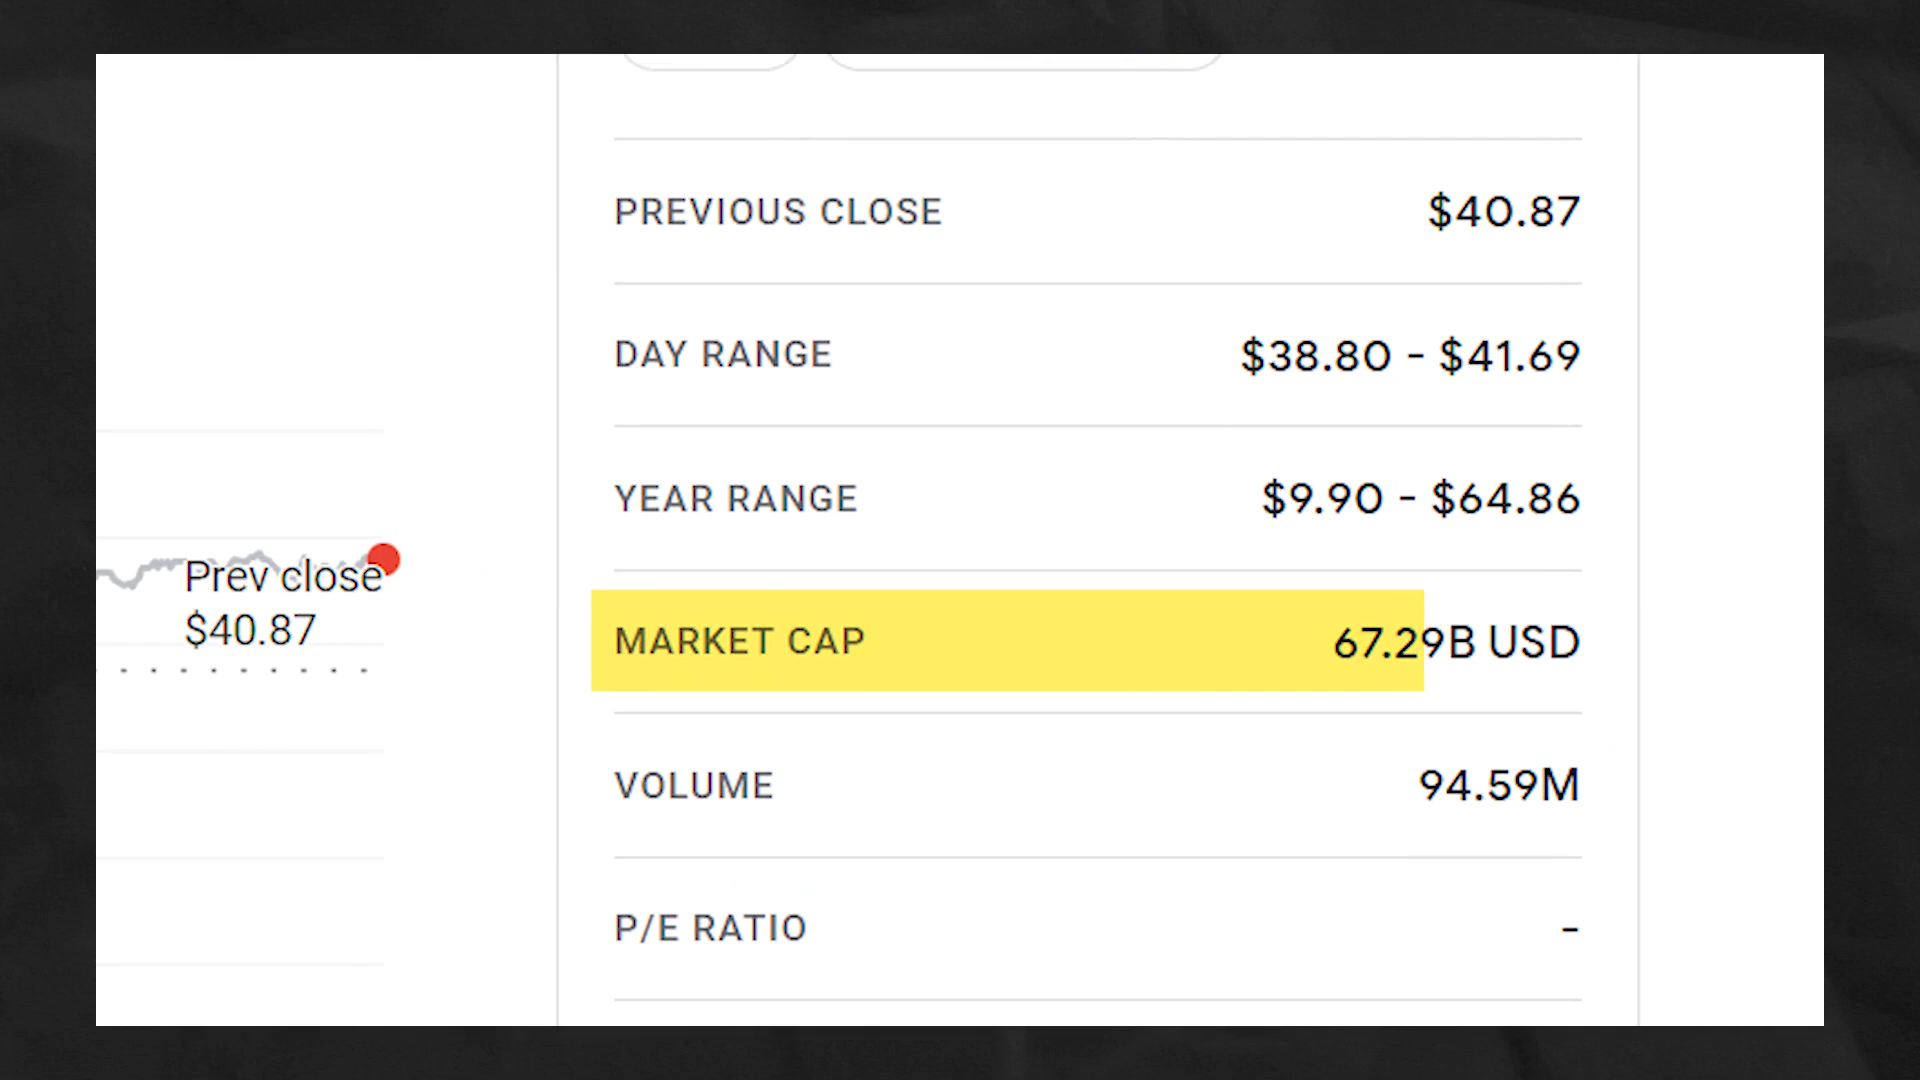 Prev close
$40.87
PREVIOUS CLOSE $40.87
DAY RANGE $38.80 - $41.69
YEAR RANGE $9.90 - $64.86
MARKET CAP 67.29B USD
VOLUME 94.59M
P/E RATIO -